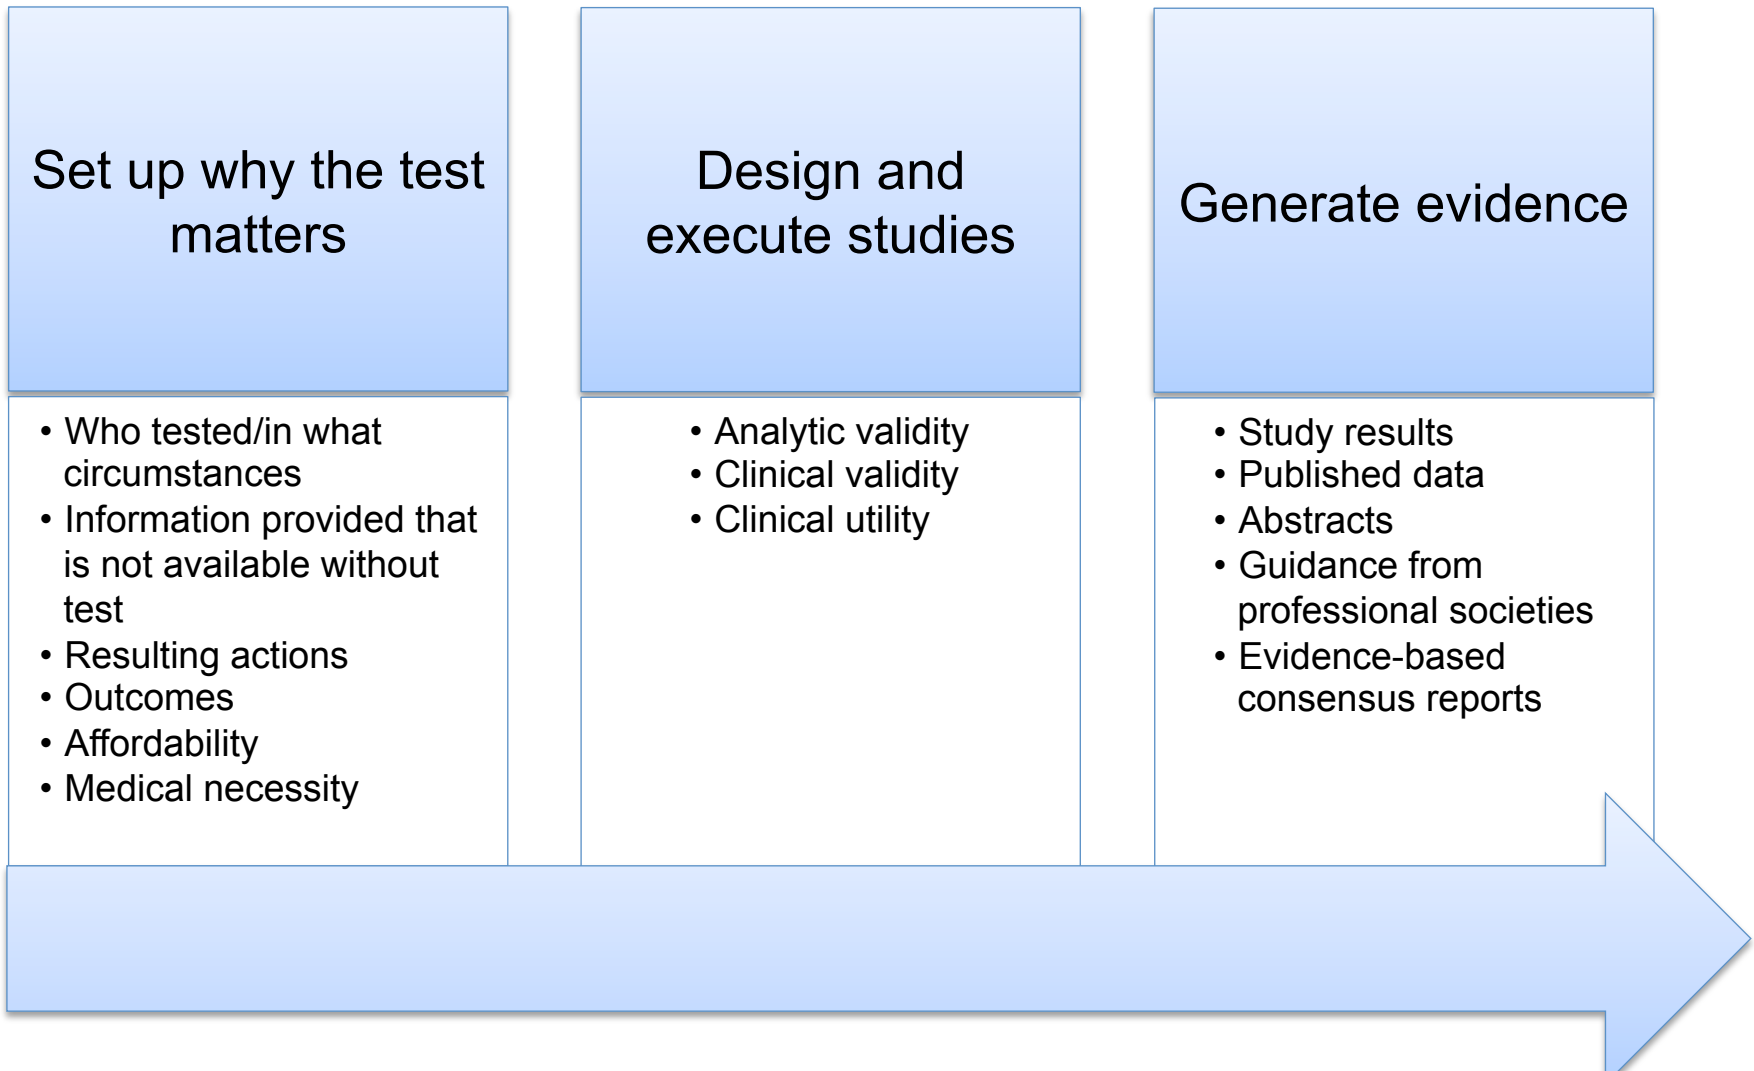 Set up why the test
matters
• Who tested/in what
circumstances
• Information provided that
is not available without
test
• Resulting actions
• Outcomes
• Affordability
• Medical necessity
Design and
execute studies
• Analytic validity
• Clinical validity
• Clinical utility
Generate evidence
• Study results
• Published data
• Abstracts
• Guidance from
professional societies
• Evidence-based
consensus reports